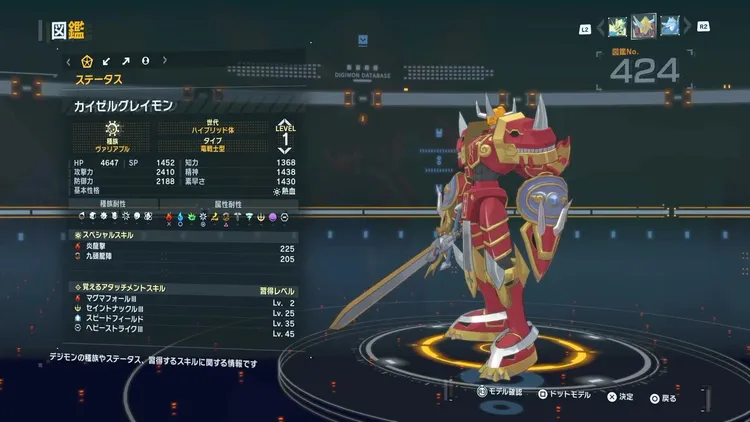 図鑑
L2
R2
図鑑No.
424
DIGIMON DATABASE
ステータス
カイゼルグレイモン
種族
ヴァリアブル
世代
ハイブリッド体
タイプ
竜戦士型
LEVEL
1
HP 4647 SP 1452 知力 1368
攻撃力 2410 精神 1438
防御力 2188 素早さ 1430
基本性格 熱血
種族耐性 属性耐性
スペシャルスキル
炎龍撃 225
九頭龍陣 205
覚えるアタッチメントスキル 習得レベル
マグマフォールⅢ Lv. 2
セイントナックルⅢ Lv. 25
スピードフィールド Lv. 35
ヘビーストライクⅢ Lv. 45
デジモンの種族やステータス、習得するスキルに関する情報です
モデル確認 ドットモデル 決定 戻る